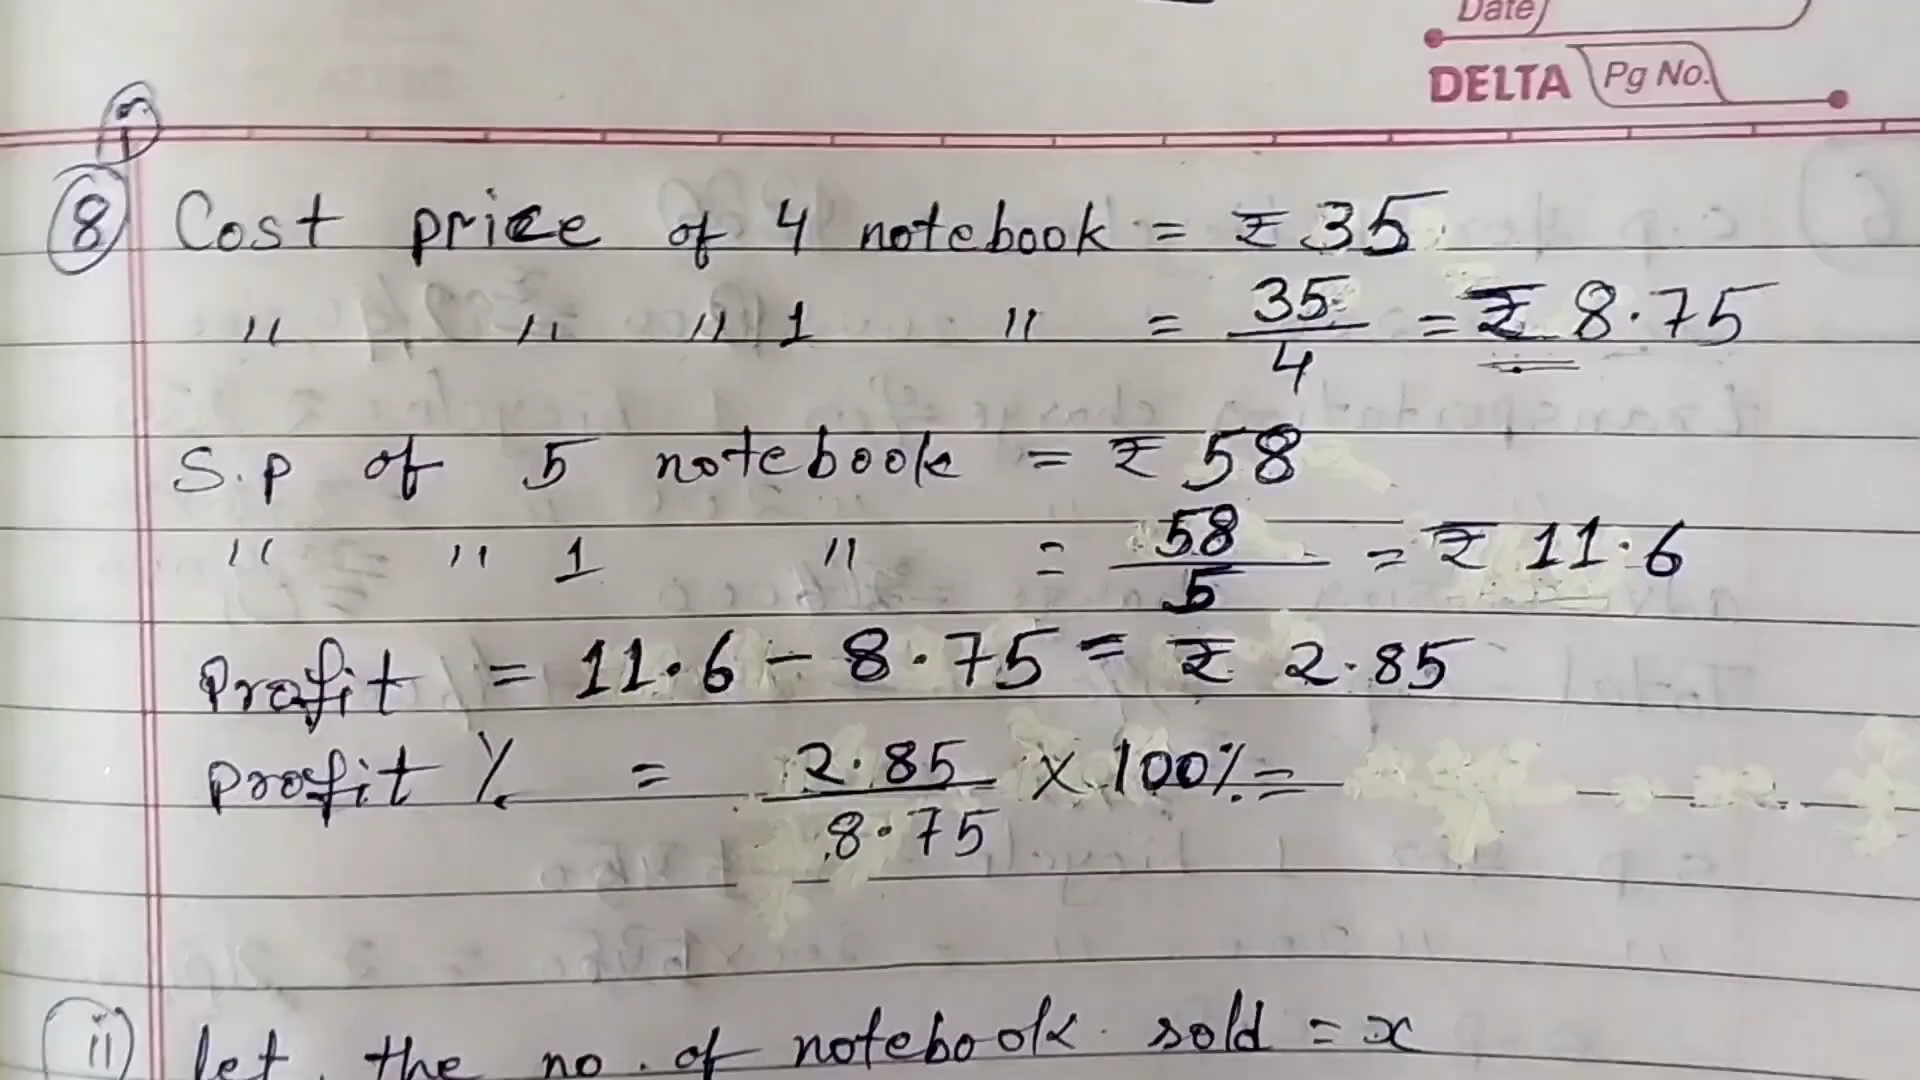 Date
DELTA Pg No.
i
8 Cost price of 4 notebook = ₹ 35
" " " 1 " = 35/4 = ₹ 8.75
S.p of 5 notebook = ₹ 58
" " 1 " = 58/5 = ₹ 11.6
Profit = 11.6 - 8.75 = ₹ 2.85
Profit % = 2.85/8.75 × 100% =
ii let the no. of notebook sold = x